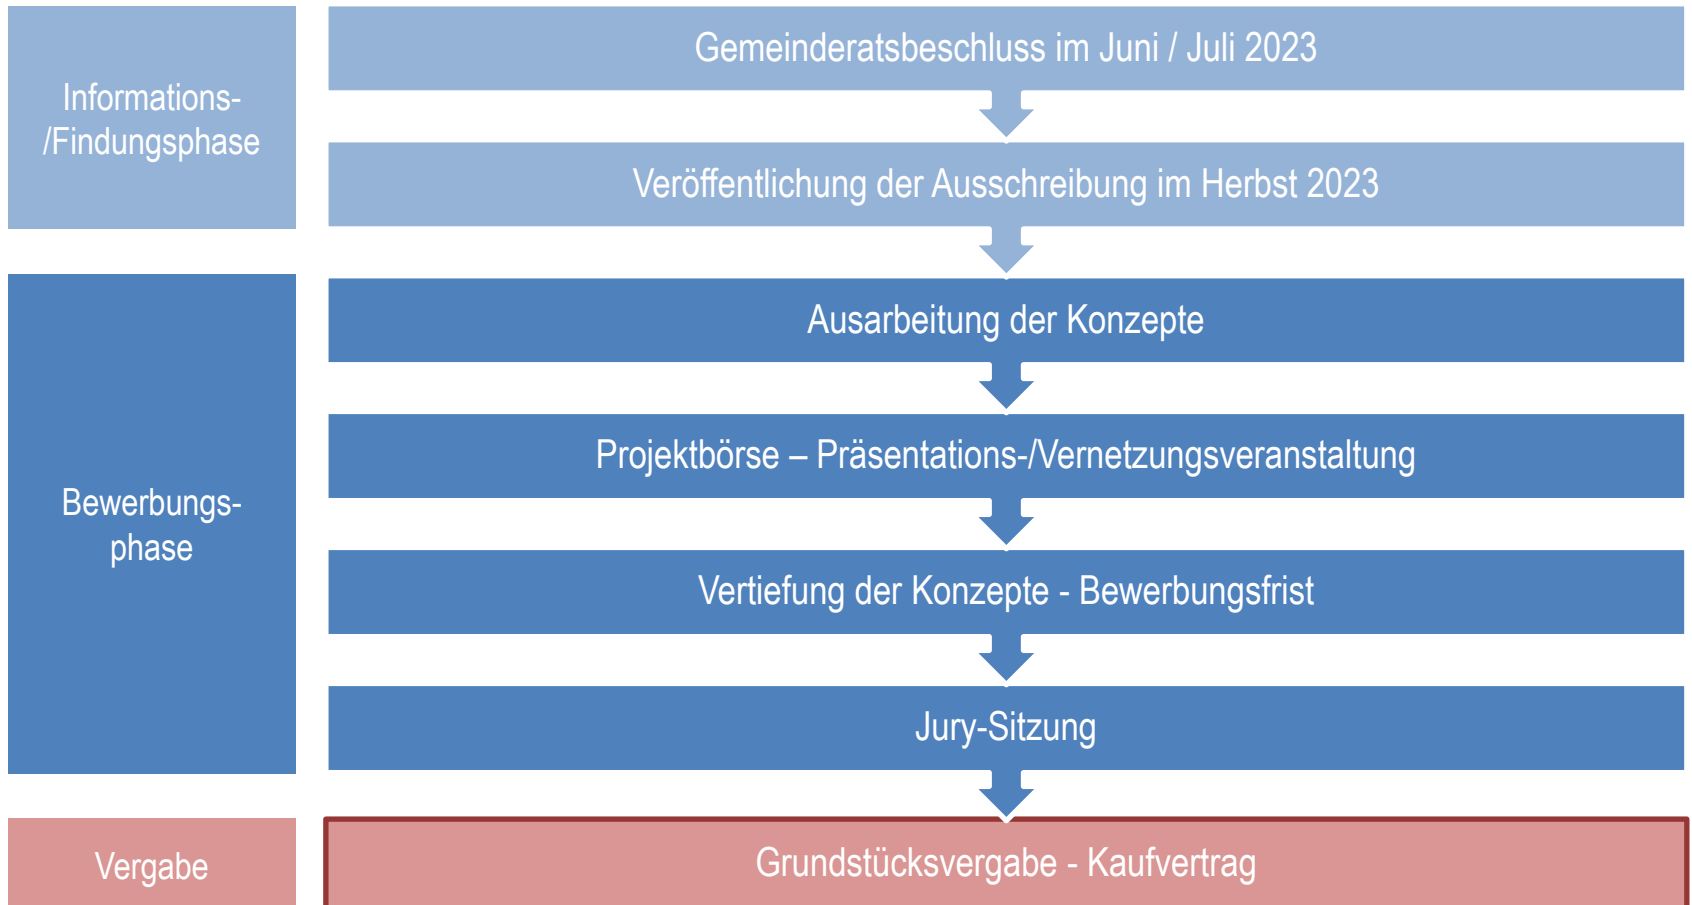 Informations-
/Findungsphase
Gemeinderatsbeschluss im Juni / Juli 2023
Veröffentlichung der Ausschreibung im Herbst 2023
Bewerbungs-
phase
Ausarbeitung der Konzepte
Projektbörse – Präsentations-/Vernetzungsveranstaltung
Vertiefung der Konzepte - Bewerbungsfrist
Jury-Sitzung
Vergabe
Grundstücksvergabe - Kaufvertrag